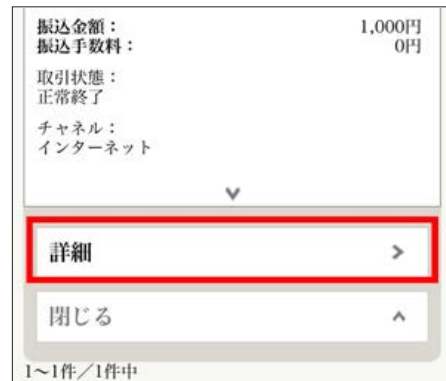 振込金額： 1,000円
振込手数料： 0円
取引状態：
正常終了
チャネル：
インターネット
詳細
閉じる
1～1件／1件中